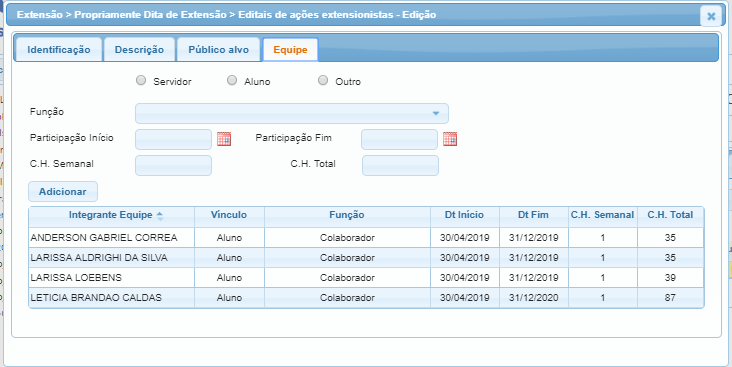 Extensão > Propriamente Dita de Extensão > Editais de ações extensionistas - Edição
Identificação Descrição Público alvo Equipe
Servidor Aluno Outro
Função
Participação Início Participação Fim
C.H. Semanal C.H. Total
Adicionar
Integrante Equipe Vínculo Função Dt Início Dt Fim C.H. Semanal C.H. Total
ANDERSON GABRIEL CORREA Aluno Colaborador 30/04/2019 31/12/2019 1 35
LARISSA ALDRIGHI DA SILVA Aluno Colaborador 30/04/2019 31/12/2019 1 35
LARISSA LOEBENS Aluno Colaborador 30/04/2019 31/12/2019 1 39
LETICIA BRANDAO CALDAS Aluno Colaborador 30/04/2019 31/12/2020 1 87